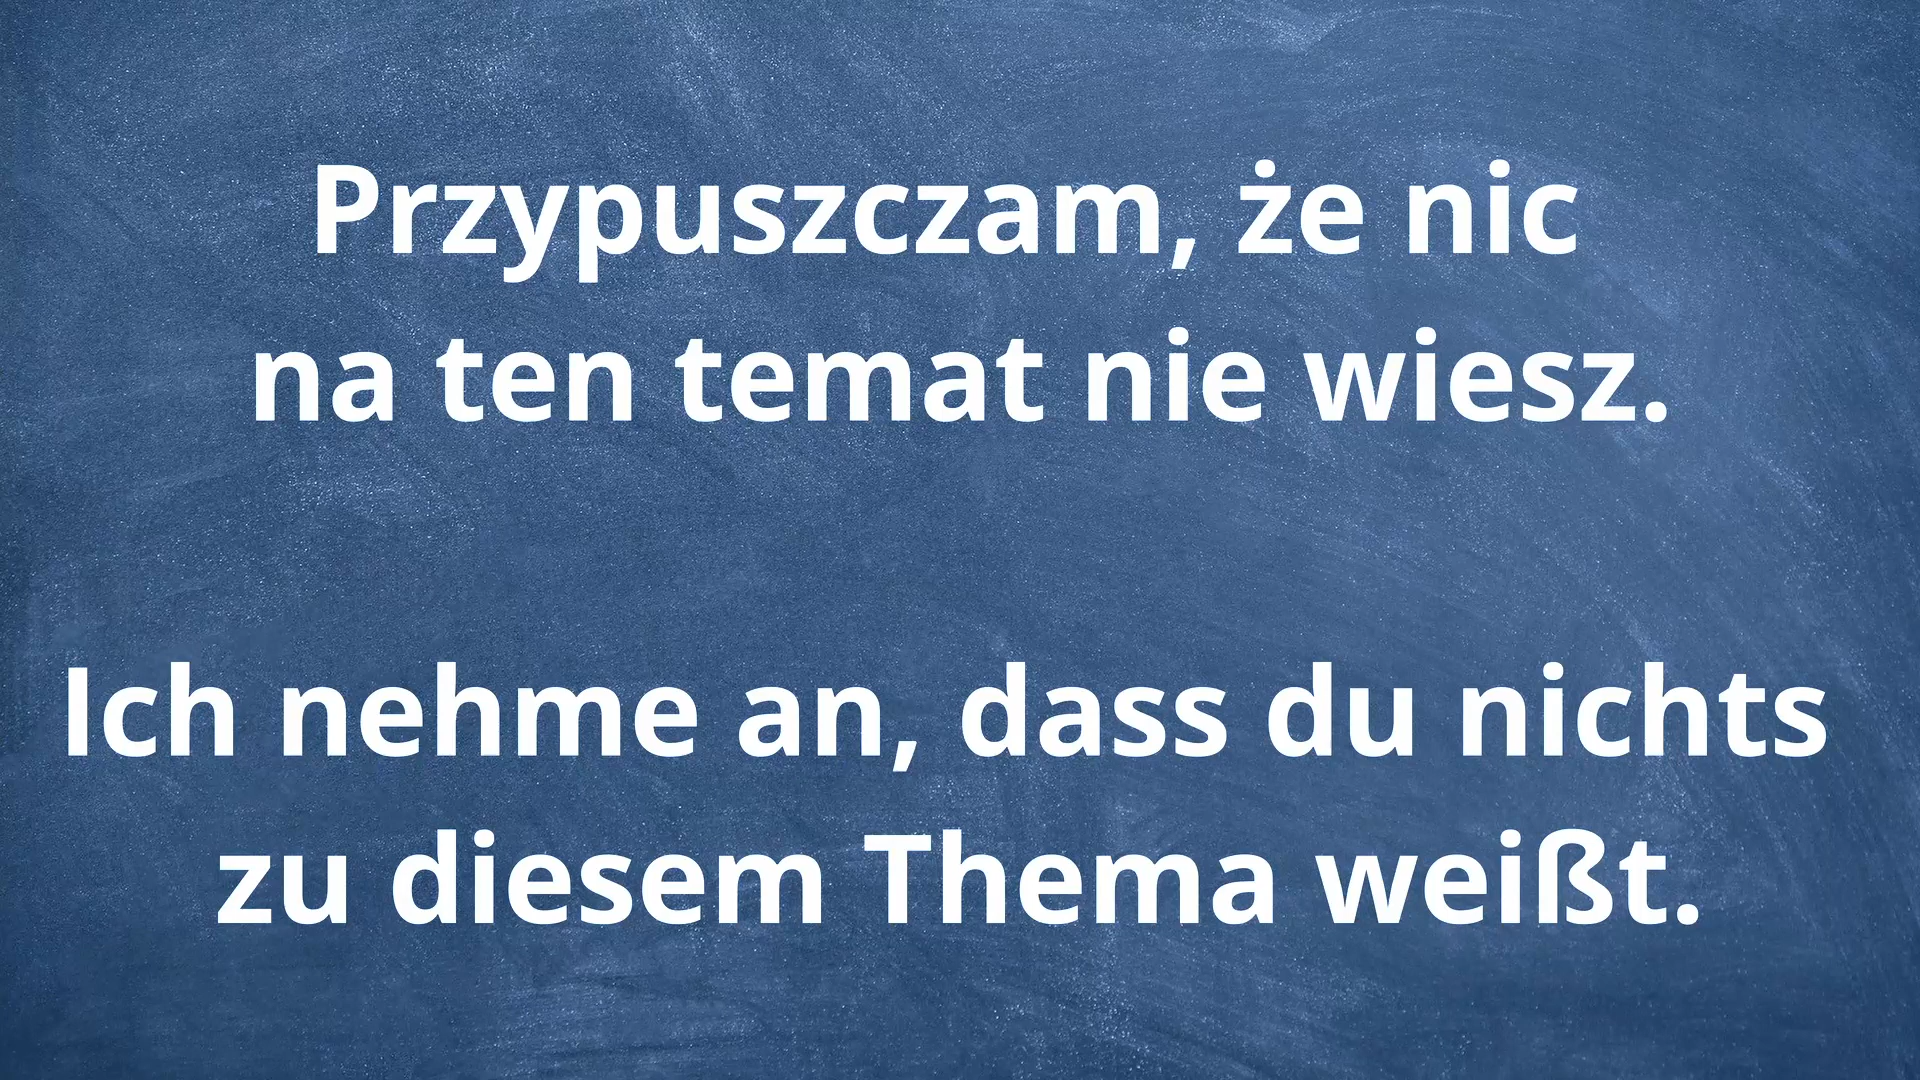 Przypuszczam, że nic
na ten temat nie wiesz.
Ich nehme an, dass du nichts
zu diesem Thema weißt.